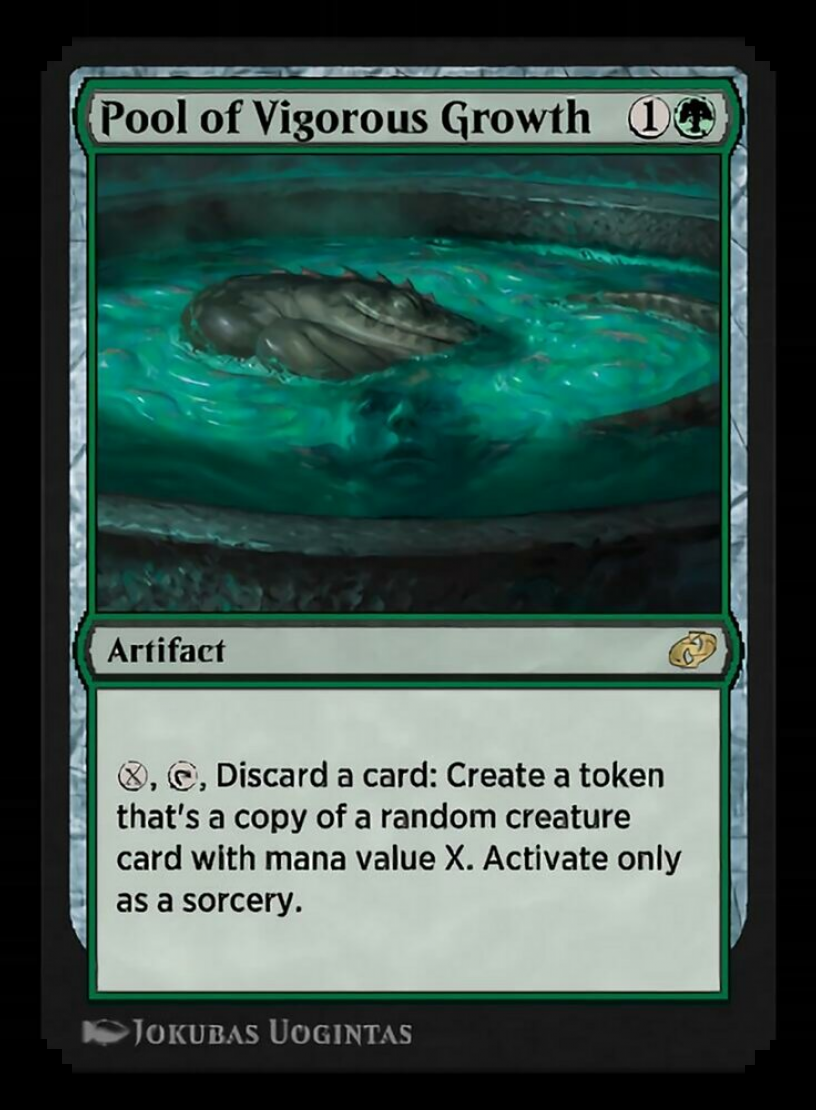 Pool of Vigorous Growth 1
Artifact
X, , Discard a card: Create a token
that's a copy of a random creature
card with mana value X. Activate only
as a sorcery.
JOKUBAS UOGINTAS